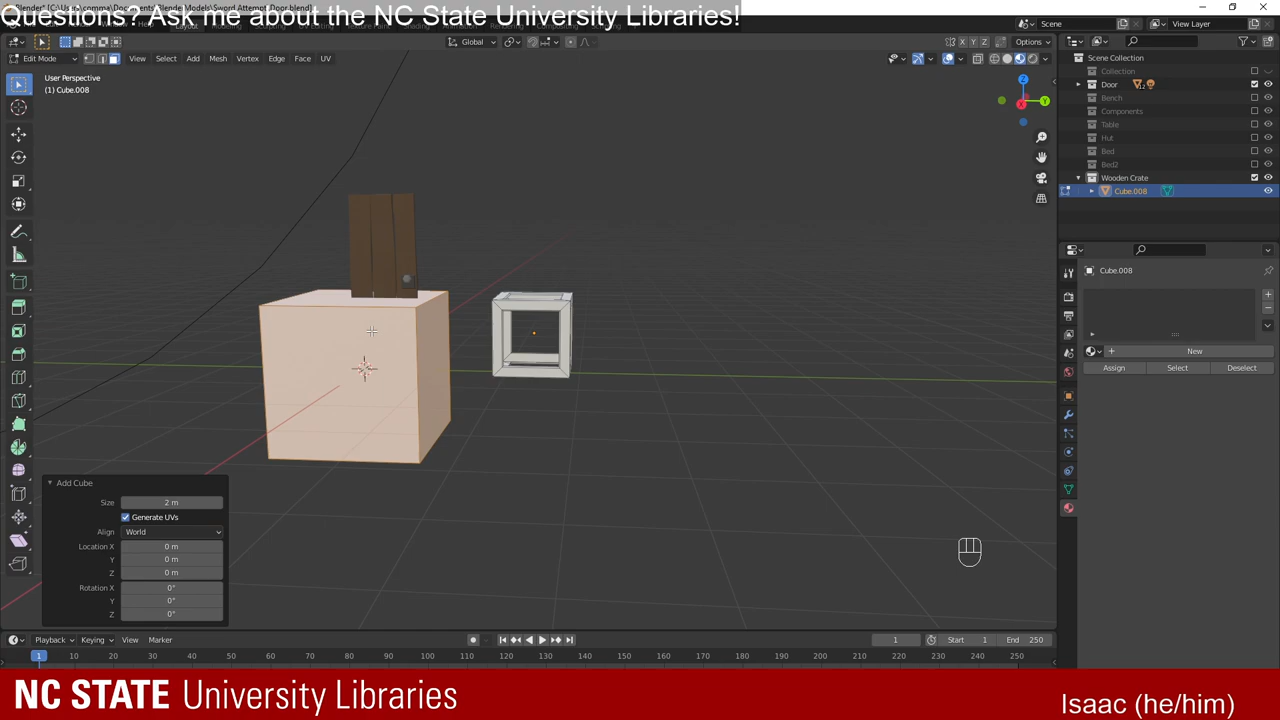 Questions? Ask me about the NC State University Libraries!
Scene
View Layer
Global
X Y Z
Options
Edit Mode
View Select Add Mesh Vertex Edge Face UV
User Perspective
(1) Cube.008
Z
Y
X
Scene Collection
Collection
Door
12
Bench
Components
Table
Hut
Bed
Bed2
Wooden Crate
Cube.008
Cube.008
New
Assign Select Deselect
Add Cube
Size 2 m
Generate UVs
Align World
Location X 0 m
Y 0 m
Z 0 m
Rotation X 0°
Y 0°
Z 0°
Playback Keying View Marker
1
Start 1 End 250
1 10 20 30 40 50 60 70 80 90 100 110 120 130 140 150 160 170 180 190 200 210 220 230 240 250
NC STATE University Libraries
Isaac (he/him)